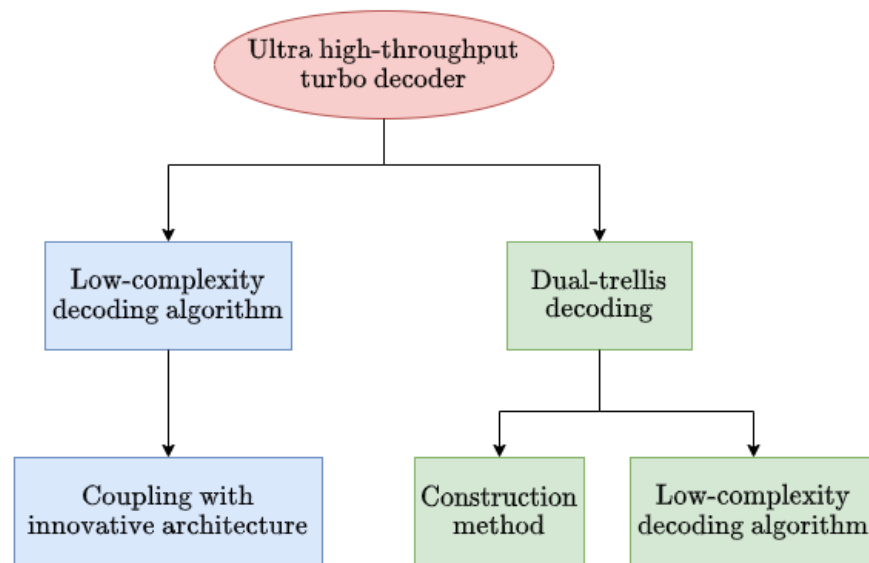 Ultra high-throughput
turbo decoder
Low-complexity
decoding algorithm
Dual-trellis
decoding
Coupling with
innovative architecture
Construction
method
Low-complexity
decoding algorithm